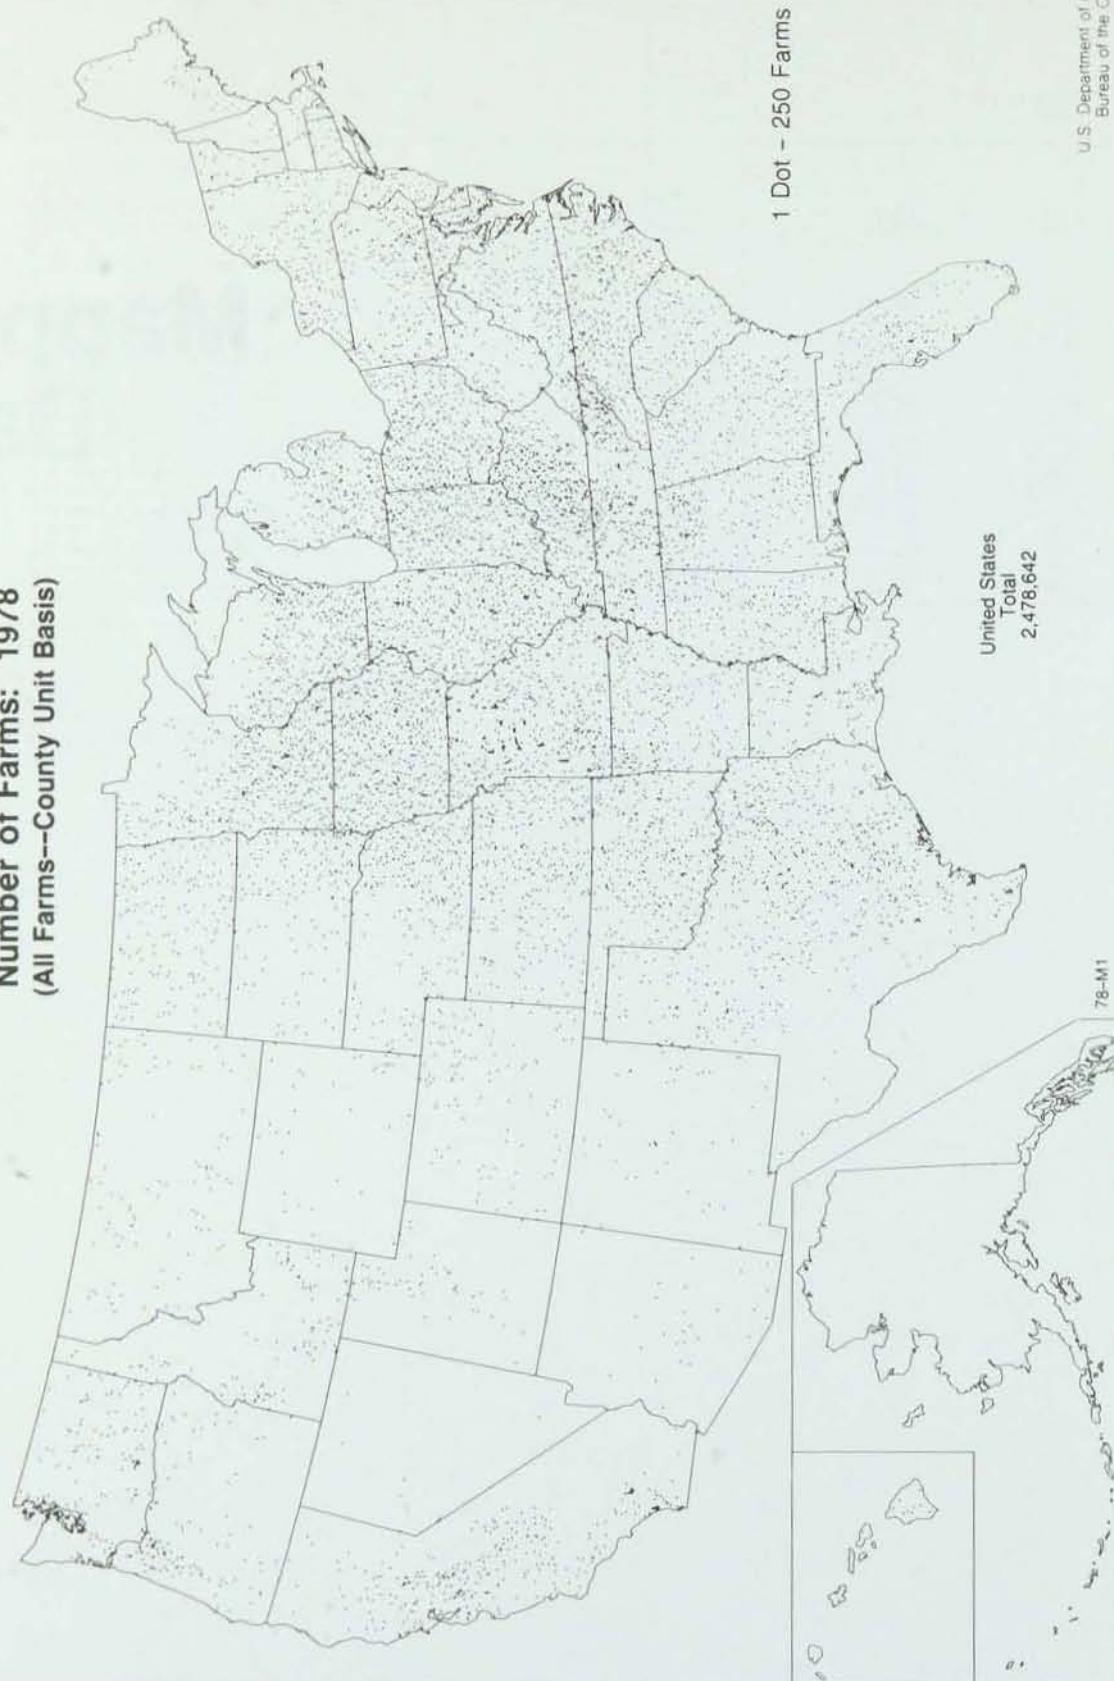 Number of Farms: 1978
(All Farms--County Unit Basis)
1 Dot - 250 Farms
United States
Total
2,478,642
U.S. Department of
Bureau of the
78-M1